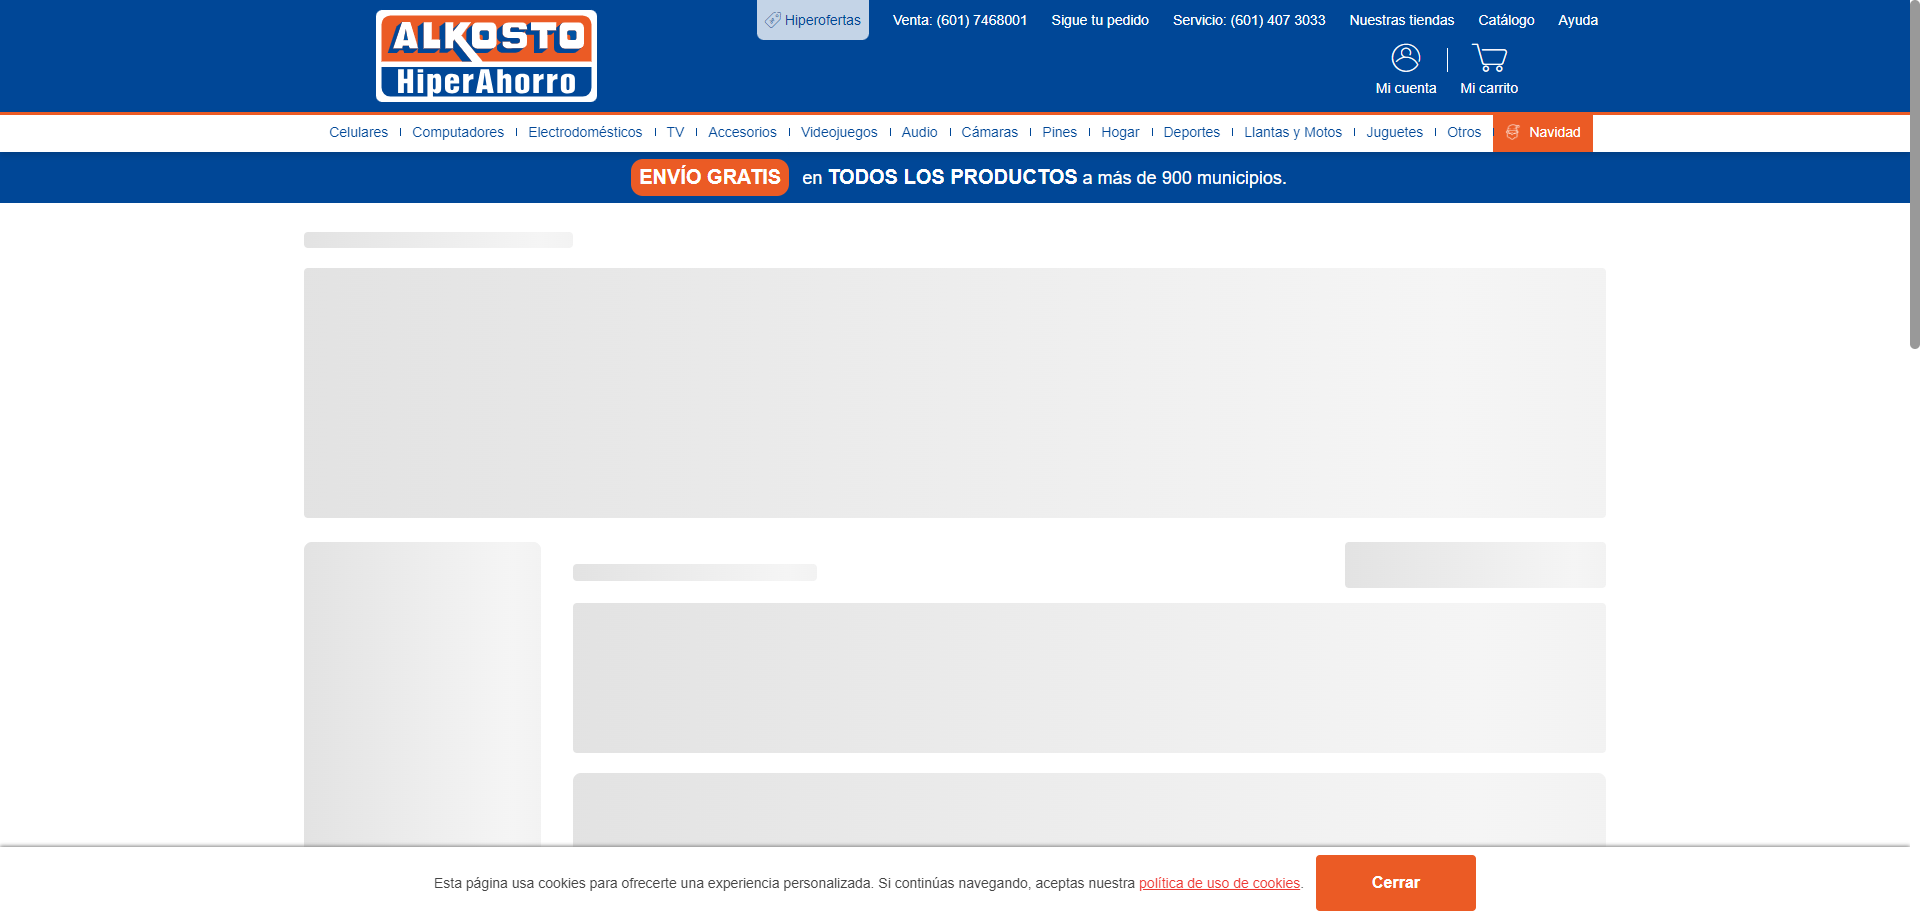 ALKOSTO
HiperAhorro
Hiperofertas
Venta: (601) 7468001
Sigue tu pedido
Servicio: (601) 407 3033
Nuestras tiendas
Catálogo
Ayuda
Mi cuenta
Mi carrito
Celulares
Computadores
Electrodomésticos
TV
Accesorios
Videojuegos
Audio
Cámaras
Pines
Hogar
Deportes
Llantas y Motos
Juguetes
Otros
Navidad
ENVÍO GRATIS en TODOS LOS PRODUCTOS a más de 900 municipios.
Esta página usa cookies para ofrecerte una experiencia personalizada. Si continúas navegando, aceptas nuestra política de uso de cookies.
Cerrar